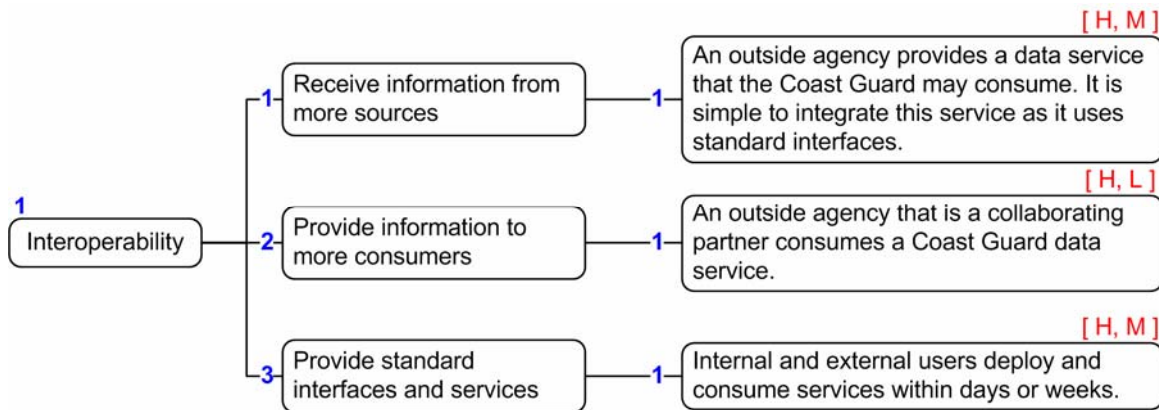 [ H, M ]
1
Receive information from
more sources
1
An outside agency provides a data service
that the Coast Guard may consume. It is
simple to integrate this service as it uses
standard interfaces.
1
Interoperability
2
Provide information to
more consumers
1
[ H, L ]
An outside agency that is a collaborating
partner consumes a Coast Guard data
service.
3
Provide standard
interfaces and services
1
[ H, M ]
Internal and external users deploy and
consume services within days or weeks.